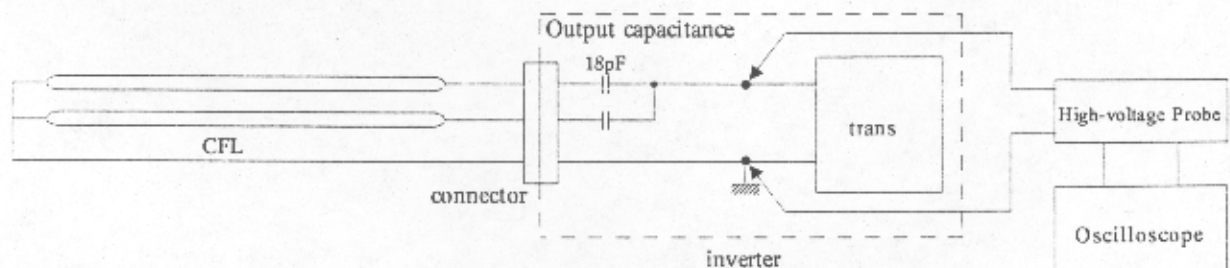 Output capacitance
18pF
High-voltage Probe
trans
CFL
connector
Oscilloscope
inverter